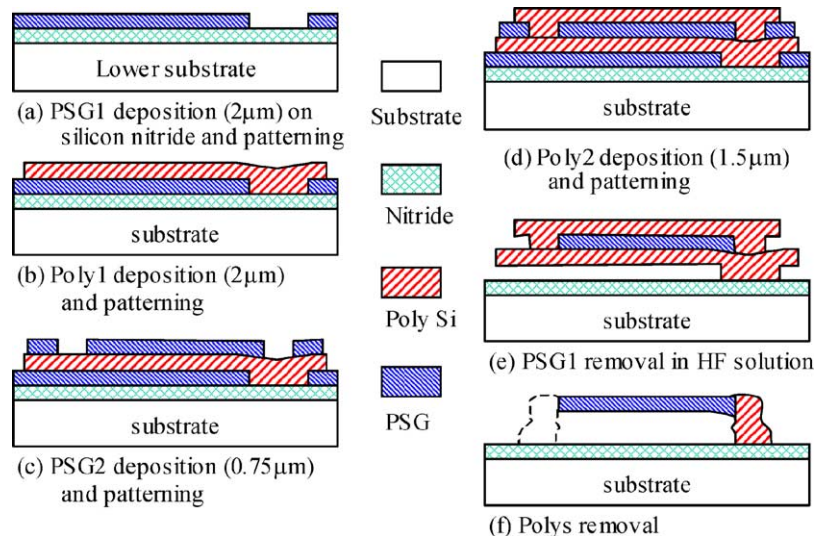 Lower substrate
(a) PSG1 deposition (2μm) on
silicon nitride and patterning
substrate
(b) Poly1 deposition (2μm)
and patterning
substrate
(c) PSG2 deposition (0.75μm)
and patterning
Substrate
Nitride
Poly Si
PSG
substrate
(d) Poly2 deposition (1.5μm)
and patterning
substrate
(e) PSG1 removal in HF solution
substrate
(f) Polys removal